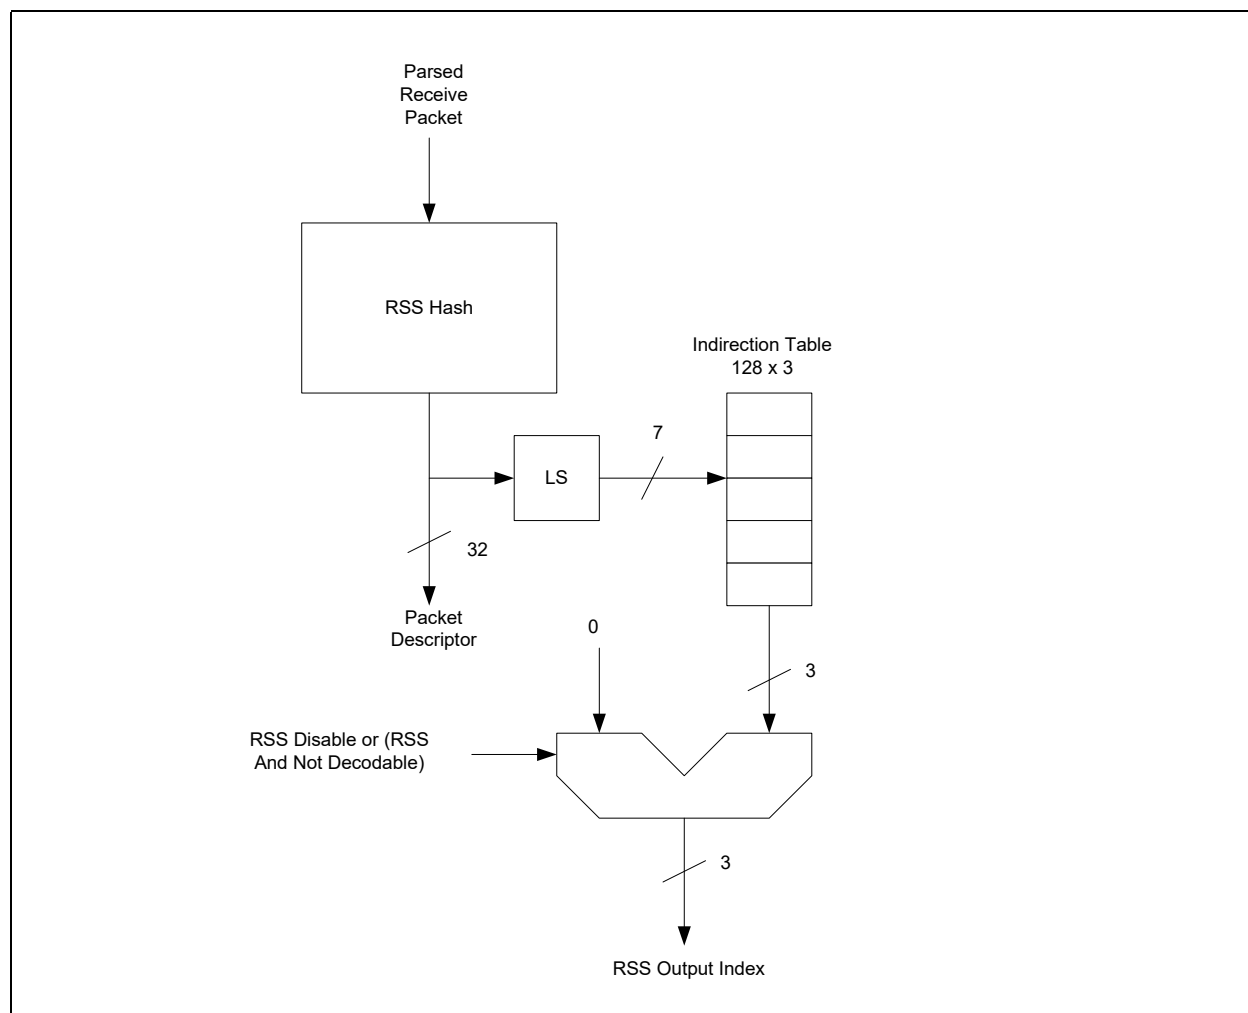 Parsed
Receive
Packet
RSS Hash
Indirection Table
128 x 3
7
LS
32
Packet
Descriptor
0
3
RSS Disable or (RSS
And Not Decodable)
3
RSS Output Index